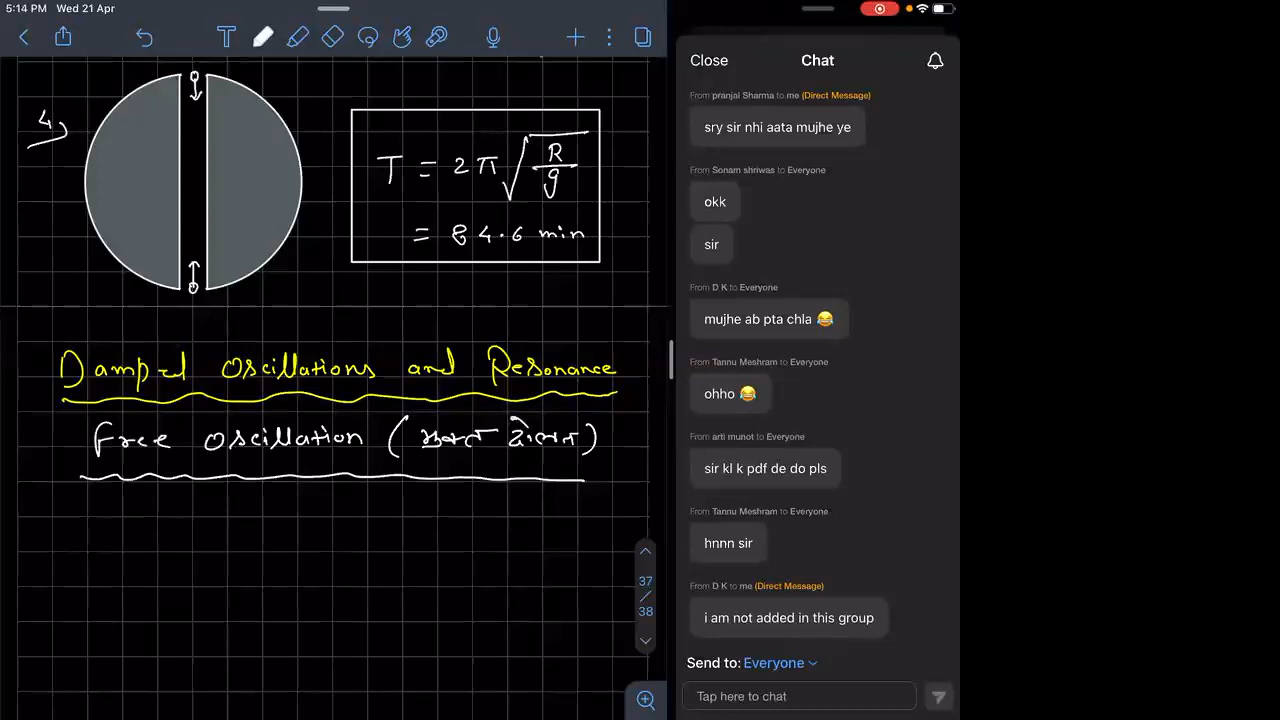 5:14 PM Wed 21 Apr
4)
T = 2π√R/g
= 84.6 min
Damped Oscillations and Resonance
Free Oscillation (मुक्त दोलन)
37
38
Close
Chat
From pranjal Sharma to me (Direct Message)
sry sir nhi aata mujhe ye
From Sonam shriwas to Everyone
okk
sir
From D K to Everyone
mujhe ab pta chla 😂
From Tannu Meshram to Everyone
ohho 😂
From arti munot to Everyone
sir kl k pdf de do pls
From Tannu Meshram to Everyone
hnnn sir
From D K to me (Direct Message)
i am not added in this group
Send to: Everyone
Tap here to chat